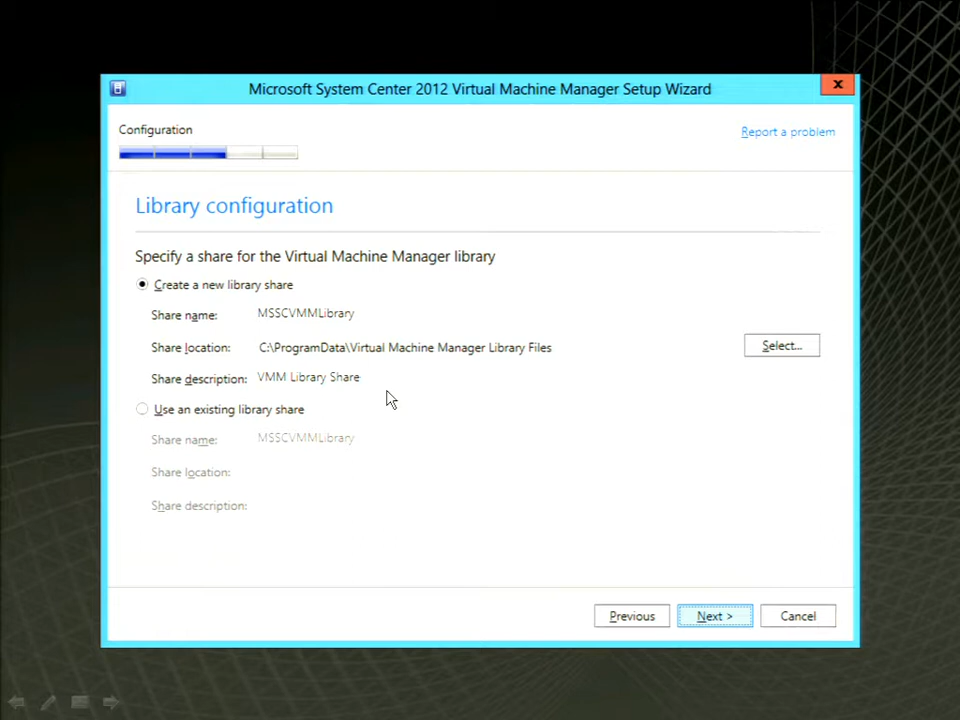 Microsoft System Center 2012 Virtual Machine Manager Setup Wizard
x
Configuration
Report a problem
Library configuration
Specify a share for the Virtual Machine Manager library
Create a new library share
Share name: MSSCVMMLibrary
Share location: C:\ProgramData\Virtual Machine Manager Library Files Select...
Share description: VMM Library Share
Use an existing library share
Share name: MSSCVMMLibrary
Share location:
Share description:
Previous Next > Cancel